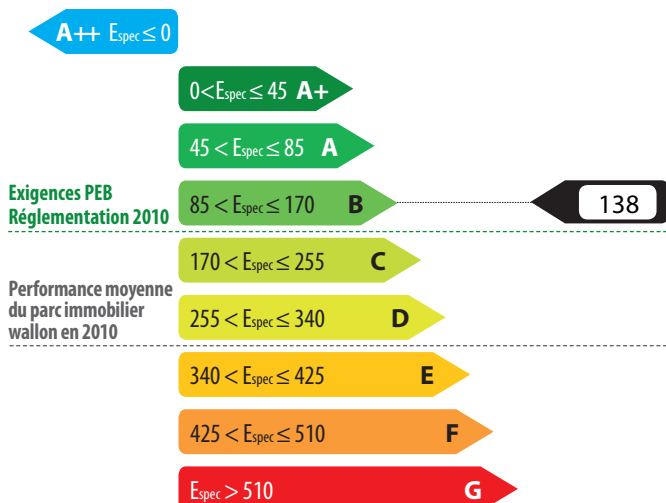 A++ Espec ≤ 0
0<Espec ≤ 45 A+
45 < Espec ≤ 85 A
Exigences PEB
Réglementation 2010
85 < Espec ≤ 170 B
138
170 < Espec ≤ 255 C
Performance moyenne
du parc immobilier
wallon en 2010
255 < Espec ≤ 340 D
340 < Espec ≤ 425 E
425 < Espec ≤ 510 F
Espec > 510 G